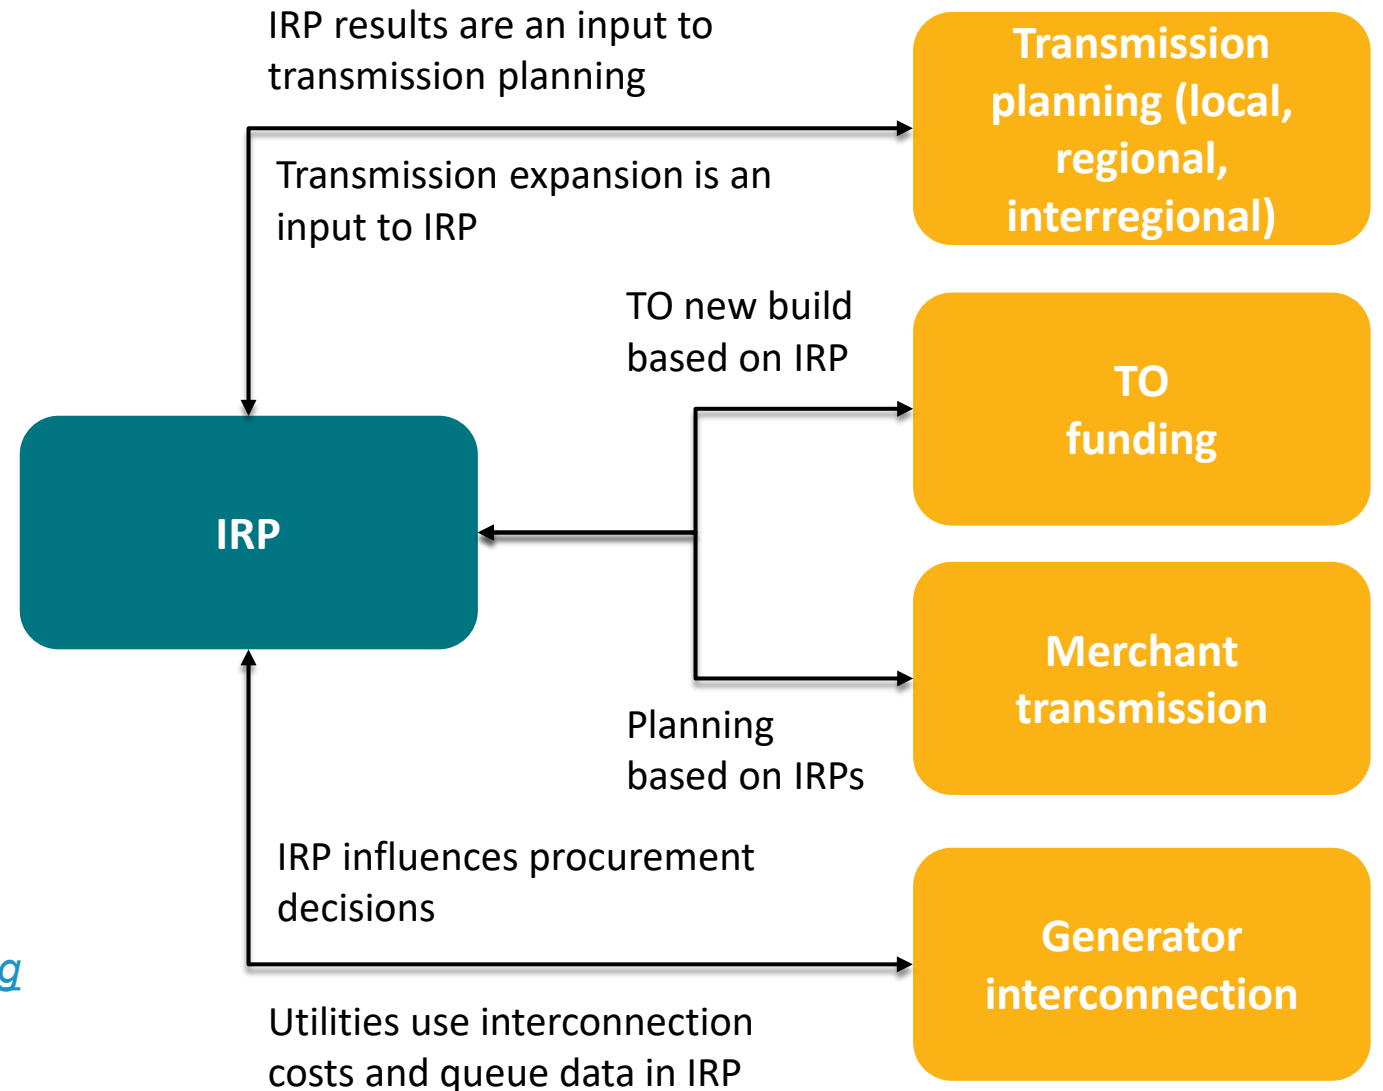 IRP results are an input to
transmission planning
Transmission
planning (local,
regional,
interregional)
Transmission expansion is an
input to IRP
TO new build
based on IRP
TO
funding
IRP
Merchant
transmission
Planning
based on IRPs
IRP influences procurement
decisions
Generator
interconnection
g
Utilities use interconnection
costs and queue data in IRP